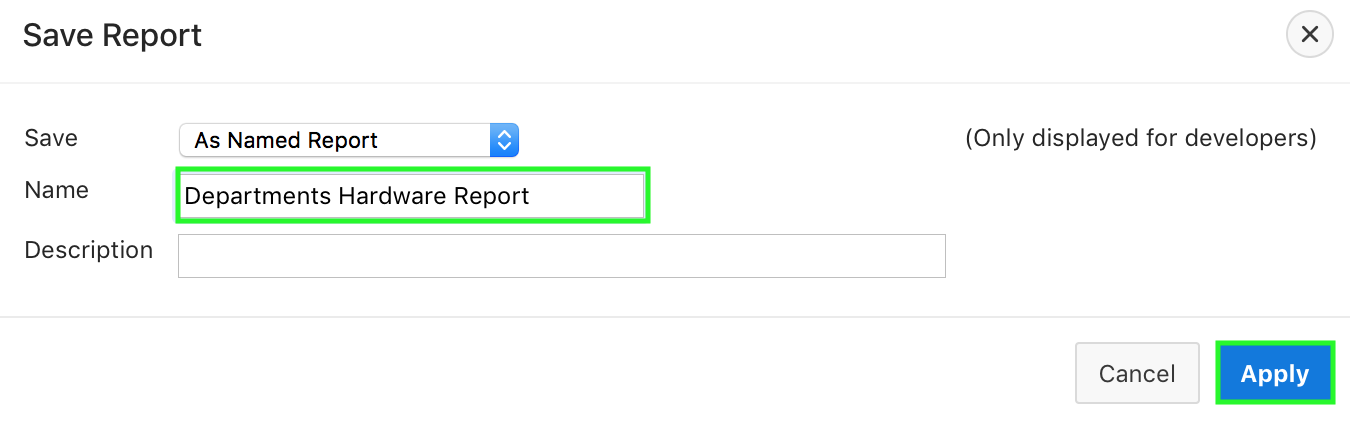 Save Report
Save As Named Report (Only displayed for developers)
Name Departments Hardware Report
Description
Cancel Apply